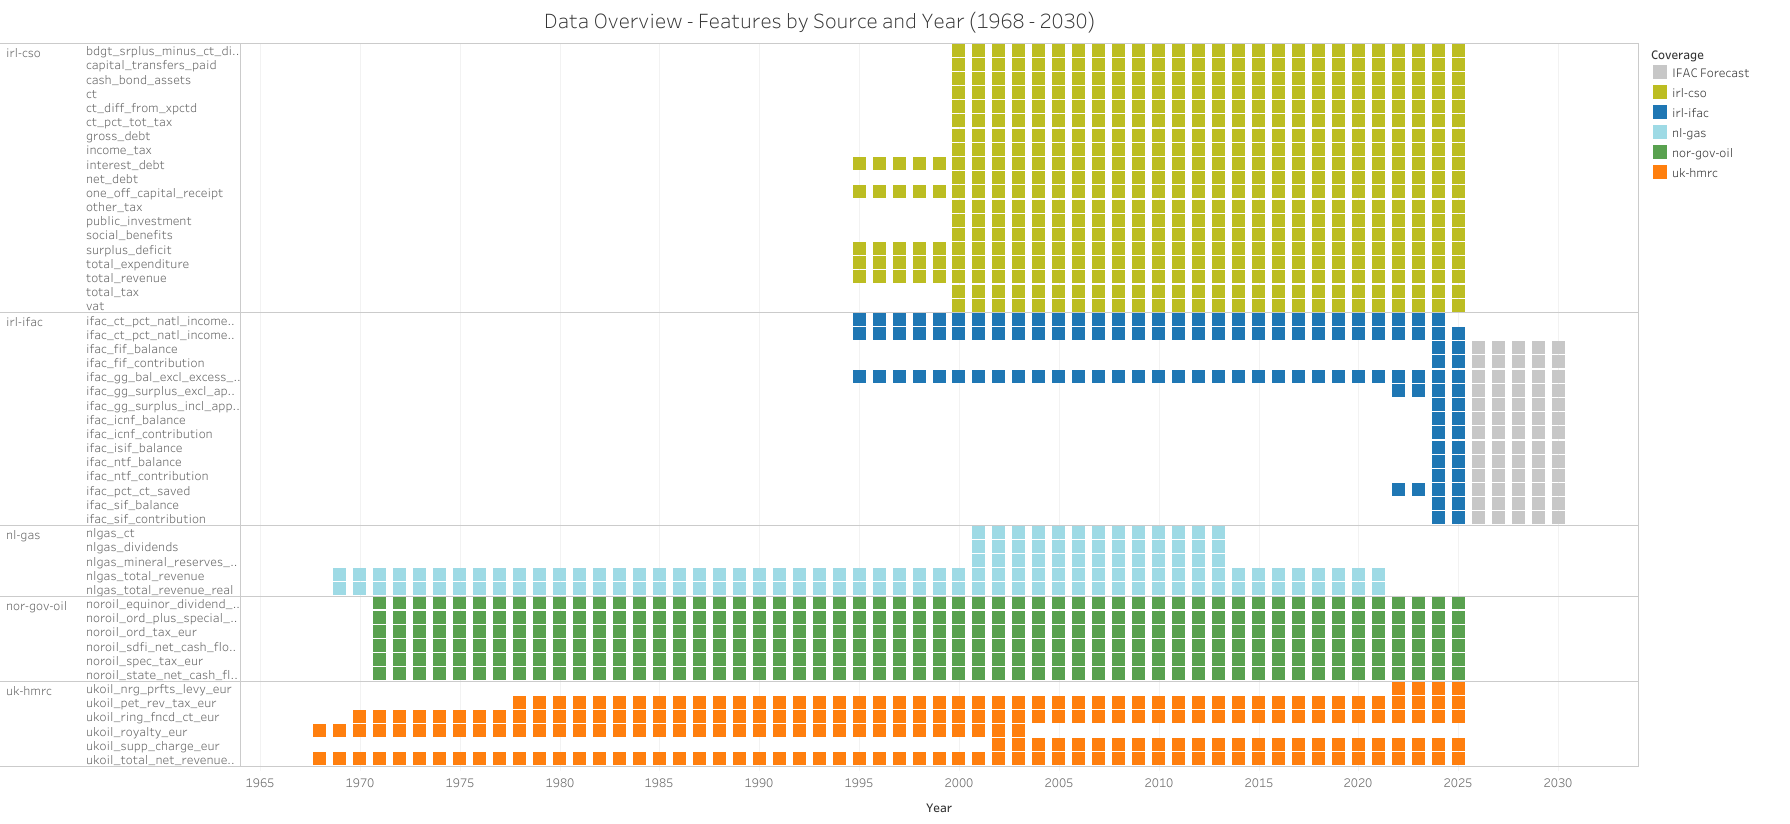 Data Overview - Features by Source and Year (1968 - 2030)
irl-cso
bdgt_srplus_minus_ct_di..
capital_transfers_paid
cash_bond_assets
ct
ct_diff_from_xpctd
ct_pct_tot_tax
gross_debt
income_tax
interest_debt
net_debt
one_off_capital_receipt
other_tax
public_investment
social_benefits
surplus_deficit
total_expenditure
total_revenue
total_tax
vat
irl-ifac
ifac_ct_pct_natl_income..
ifac_ct_pct_natl_income..
ifac_fif_balance
ifac_fif_contribution
ifac_gg_bal_excl_excess_..
ifac_gg_surplus_excl_ap..
ifac_gg_surplus_incl_app..
ifac_icnf_balance
ifac_icnf_contribution
ifac_isif_balance
ifac_ntf_balance
ifac_ntf_contribution
ifac_pct_ct_saved
ifac_sif_balance
ifac_sif_contribution
nl-gas
nlgas_ct
nlgas_dividends
nlgas_mineral_reserves_..
nlgas_total_revenue
nlgas_total_revenue_real
nor-gov-oil
noroil_equinor_dividend_..
noroil_ord_plus_special_..
noroil_ord_tax_eur
noroil_sdfi_net_cash_flo..
noroil_spec_tax_eur
noroil_state_net_cash_fl..
uk-hmrc
ukoil_nrg_prfts_levy_eur
ukoil_pet_rev_tax_eur
ukoil_ring_fncd_ct_eur
ukoil_royalty_eur
ukoil_supp_charge_eur
ukoil_total_net_revenue..
1965 1970 1975 1980 1985 1990 1995 2000 2005 2010 2015 2020 2025 2030
Year
Coverage
IFAC Forecast
irl-cso
irl-ifac
nl-gas
nor-gov-oil
uk-hmrc